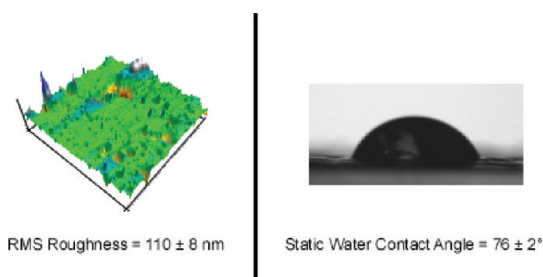 RMS Roughness = 110 ± 8 nm
Static Water Contact Angle = 76 ± 2°